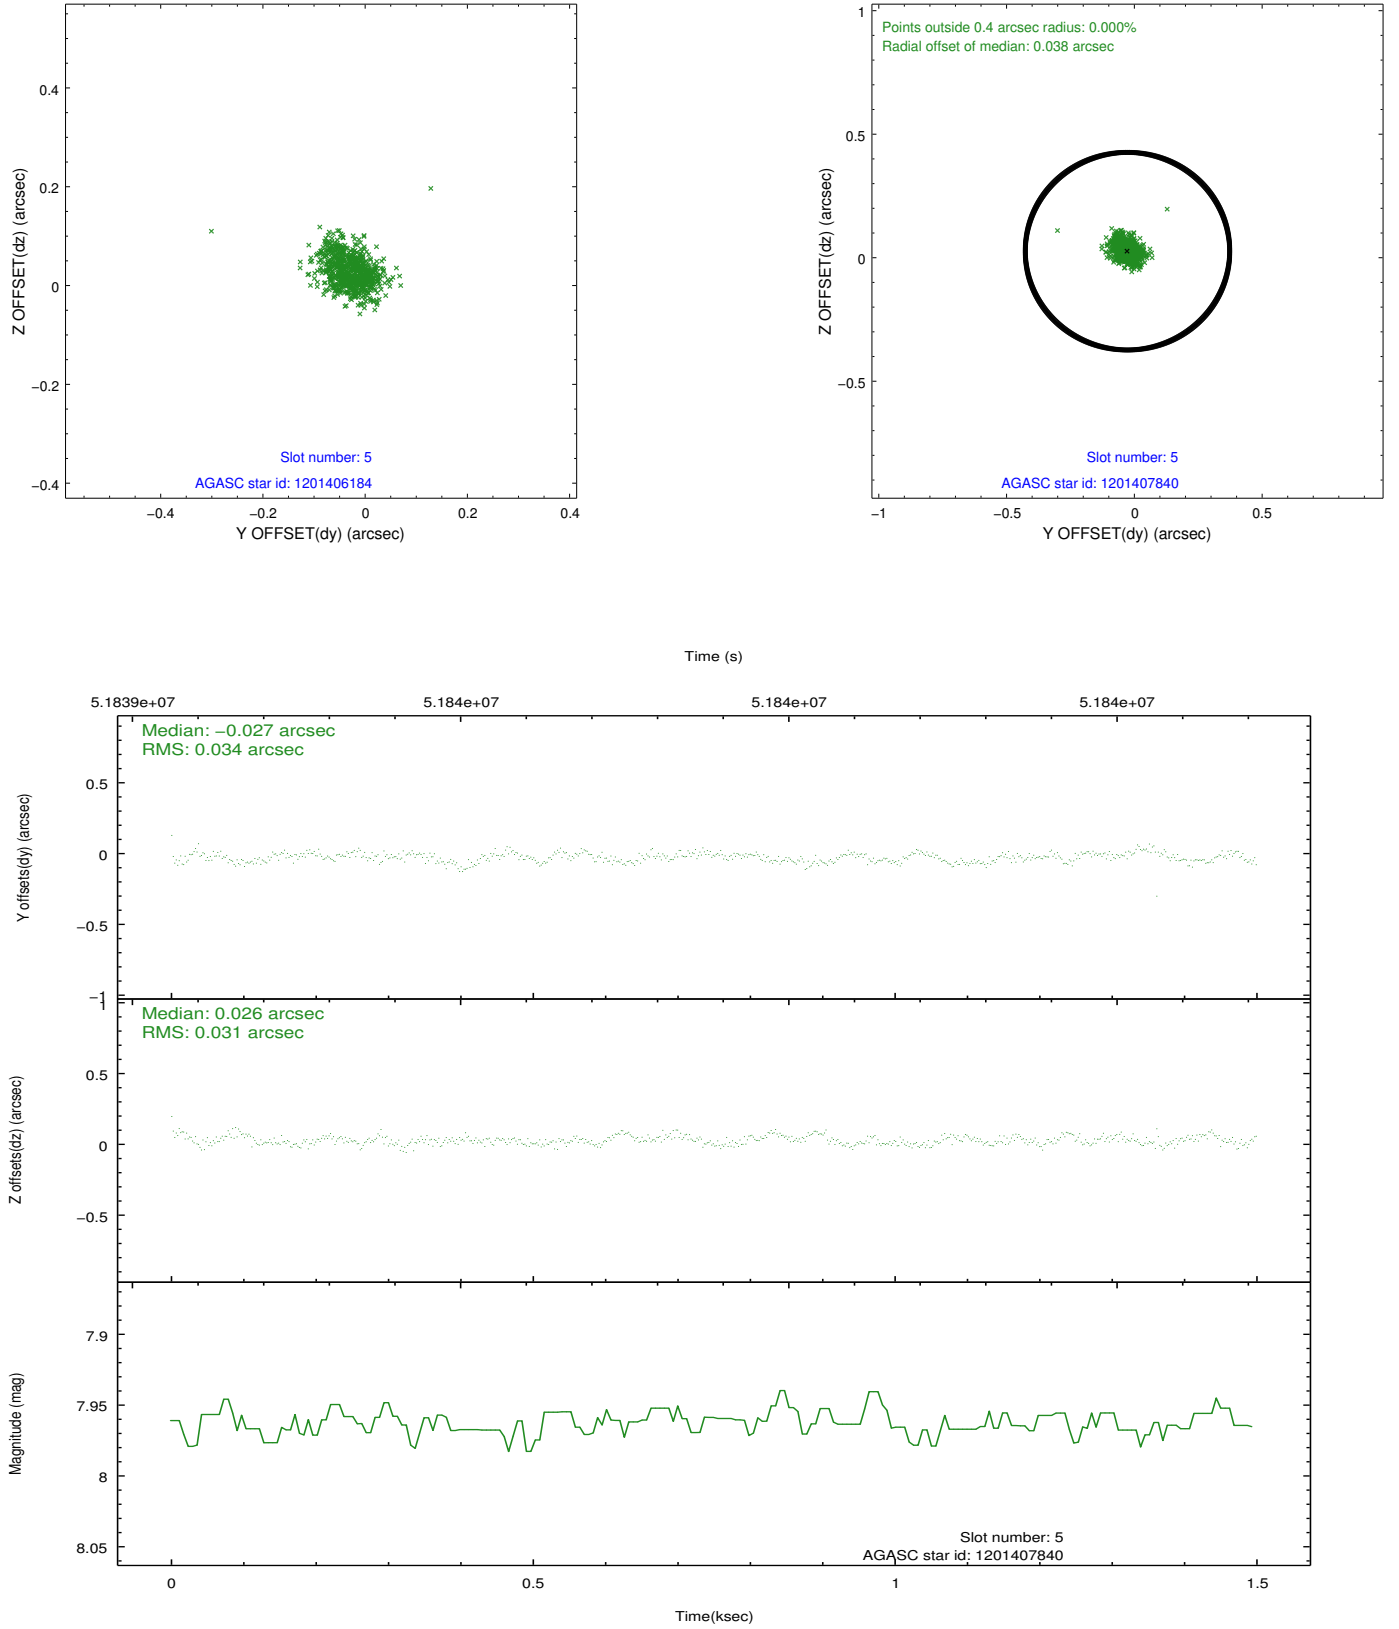 0.4
0.2
0
−0.2
−0.4
Z OFFSET(dz) (arcsec)
Slot number: 5
AGASC star id: 1201406184
−0.4
−0.2
0
0.2
0.4
Y OFFSET(dy) (arcsec)
Points outside 0.4 arcsec radius: 0.000%
Radial offset of median: 0.038 arcsec
1
0.5
0
−0.5
Z OFFSET(dz) (arcsec)
Slot number: 5
AGASC star id: 1201407840
−1
−0.5
0
0.5
Y OFFSET(dy) (arcsec)
Time (s)
5.1839e+07
5.184e+07
5.184e+07
5.184e+07
Median: −0.027 arcsec
RMS: 0.034 arcsec
0.5
0
−0.5
−1
Y offsets(dy) (arcsec)
Median: 0.026 arcsec
RMS: 0.031 arcsec
1
0.5
0
−0.5
Z offsets(dz) (arcsec)
7.9
7.95
8
8.05
Magnitude (mag)
Slot number: 5
AGASC star id: 1201407840
0
0.5
1
1.5
Time(ksec)